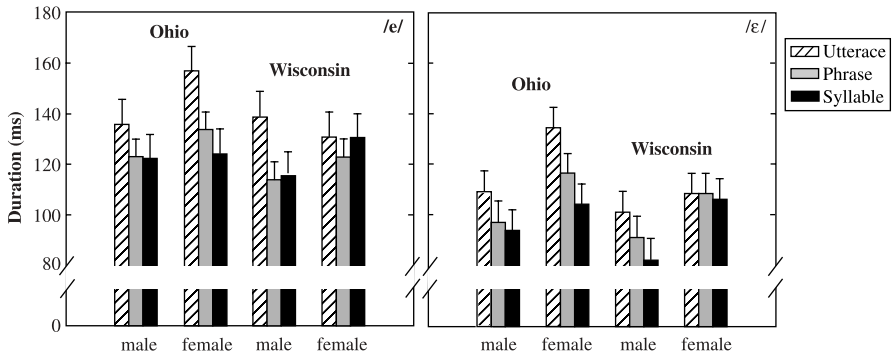 180
160
140
120
100
80
0
Duration (ms)
/e/
Ohio
Wisconsin
male female male female
/ɛ/
Ohio
Wisconsin
male female male female
Utterace
Phrase
Syllable